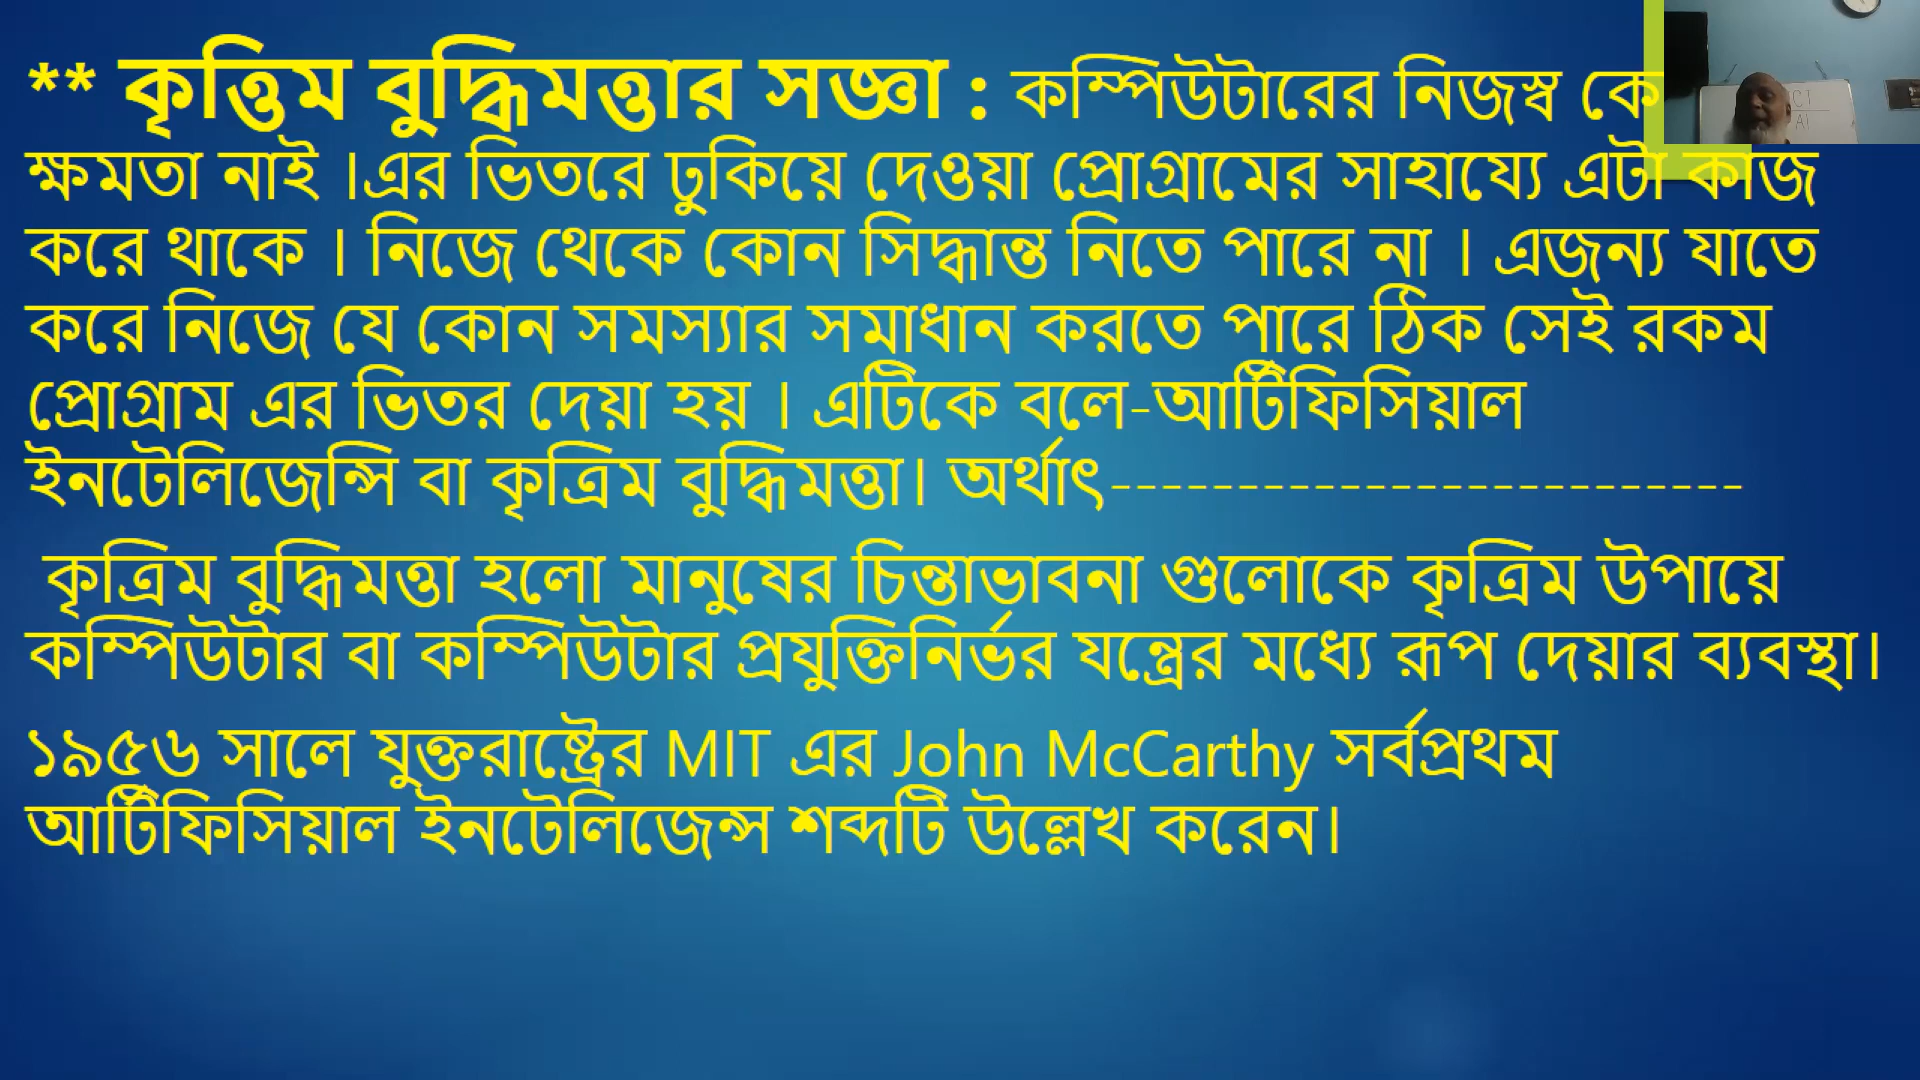 ** কৃত্তিম বুদ্ধিমত্তার সজ্ঞা : কম্পিউটারের নিজস্ব
ক্ষমতা নাই ।এর ভিতরে ঢুকিয়ে দেওয়া প্রোগ্রামের সাহায্যে এটা কাজ
করে থাকে । নিজে থেকে কোন সিদ্ধান্ত নিতে পারে না । এজন্য যাতে
করে নিজে যে কোন সমস্যার সমাধান করতে পারে ঠিক সেই রকম
প্রোগ্রাম এর ভিতর দেয়া হয় । এটিকে বলে-আর্টিফিসিয়াল
ইনটেলিজেন্সি বা কৃত্রিম বুদ্ধিমত্তা। অর্থাৎ-------------------------
কৃত্রিম বুদ্ধিমত্তা হলো মানুষের চিন্তাভাবনা গুলোকে কৃত্রিম উপায়ে
কম্পিউটার বা কম্পিউটার প্রযুক্তিনির্ভর যন্ত্রের মধ্যে রূপ দেয়ার ব্যবস্থা।
১৯৫৬ সালে যুক্তরাষ্ট্রের MIT এর John McCarthy সর্বপ্রথম
আর্টিফিসিয়াল ইনটেলিজেন্স শব্দটি উল্লেখ করেন।